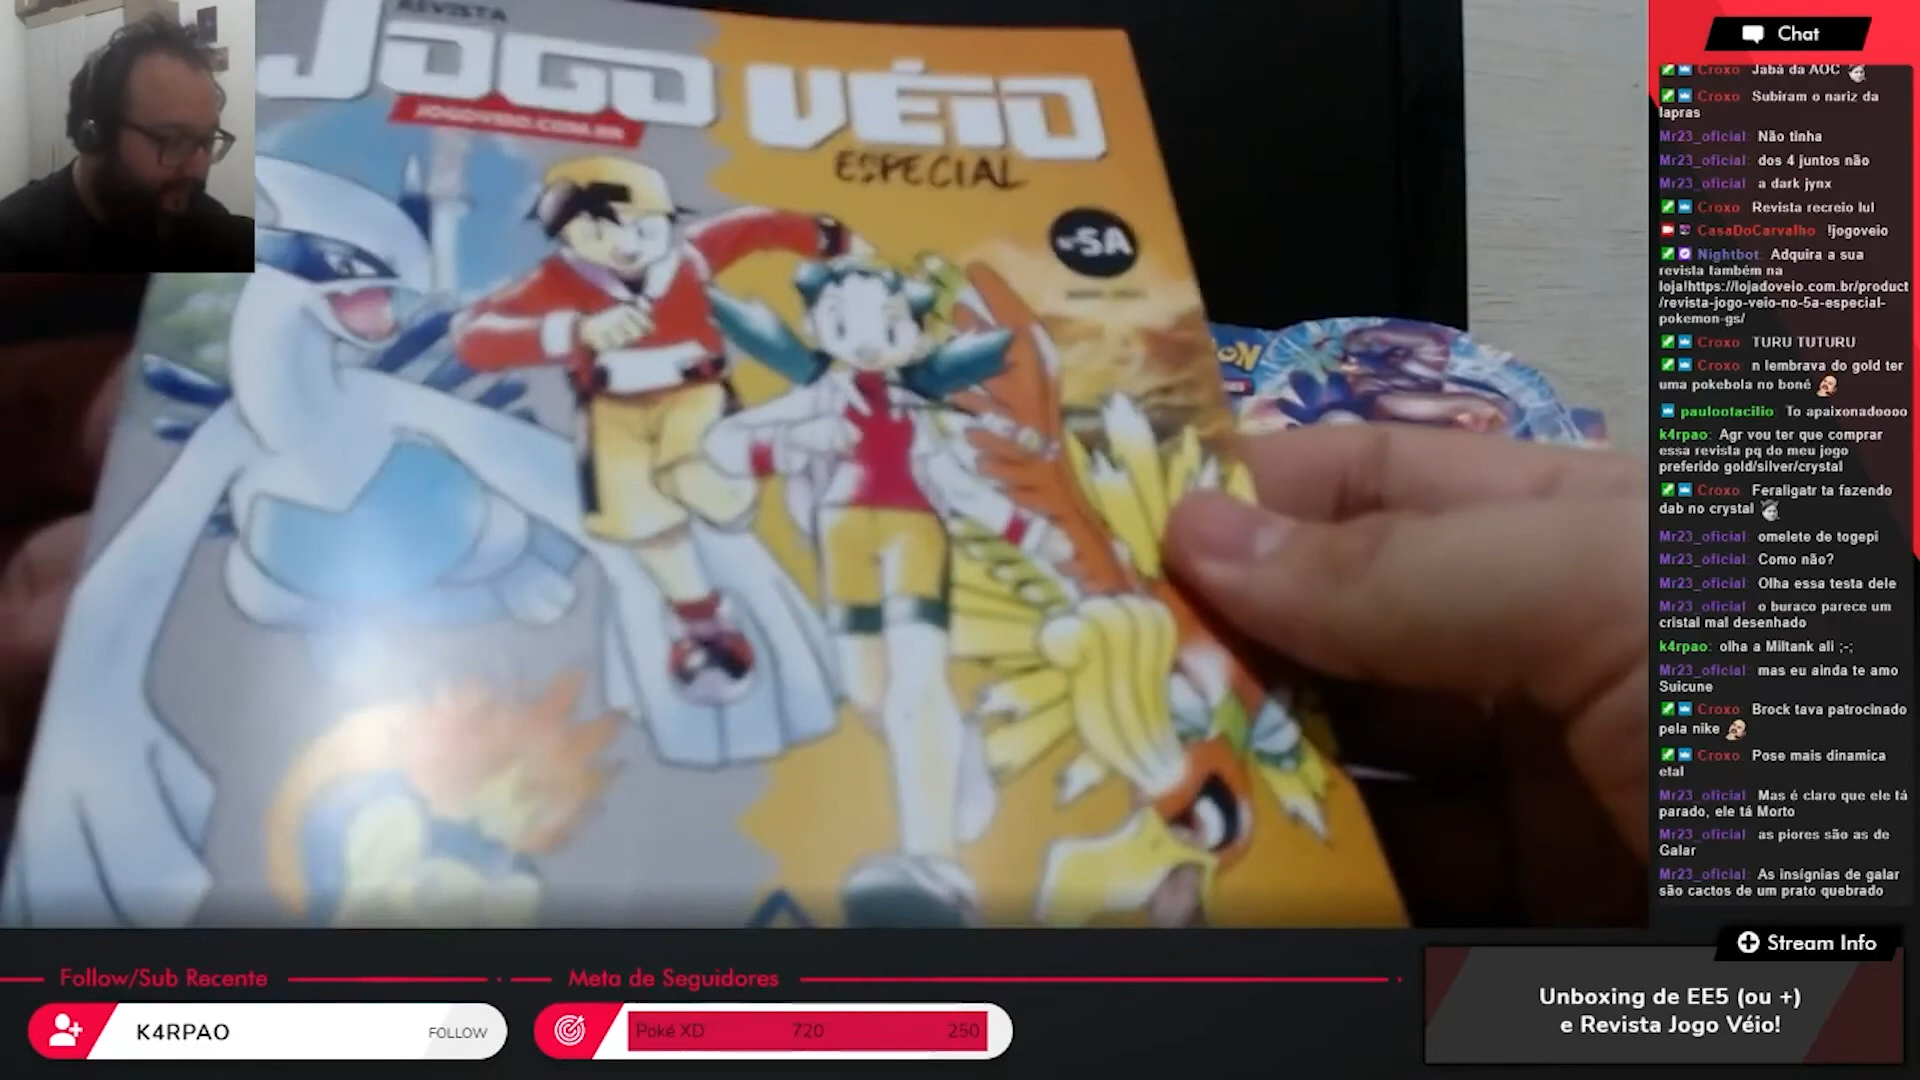 REVISTA
JOGO VÉIO
JOGOVEIO.COM.BR
ESPECIAL
Nº5A
Chat
Croxo Jabá da AOC
Croxo Subiram o nariz da
lapras
Mr23_oficial: Não tinha
Mr23_oficial: dos 4 juntos não
Mr23_oficial a dark jynx
Croxo Revista recreio lul
CasaDoCarvalho !jogoveio
Nightbot: Adquira a sua
revista também na
loja!https://lojadoveio.com.br/product
/revista-jogo-veio-no-5a-especial-
pokemon-gs/
Croxo TURU TUTURU
Croxo n lembrava do gold ter
uma pokebola no boné
paulootacilio: To apaixonadoooo
k4rpao: Agr vou ter que comprar
essa revista pq do meu jogo
preferido gold/silver/crystal
Croxo Feraligatr ta fazendo
dab no crystal
Mr23_oficial: omelete de togepi
Mr23_oficial: Como não?
Mr23_oficial: Olha essa testa dele
Mr23_oficial o buraco parece um
cristal mal desenhado
k4rpao: olha a Miltank ali ;-;
Mr23_oficial: mas eu ainda te amo
Suicune
Croxo Brock tava patrocinado
pela nike
Croxo Pose mais dinamica
etal
Mr23_oficial Mas é claro que ele tá
parado, ele tá Morto
Mr23_oficial as piores são as de
Galar
Mr23_oficial: As insígnias de galar
são cactos de um prato quebrado
Follow/Sub Recente
K4RPAO FOLLOW
Meta de Seguidores
Poké XD 720 250
Stream Info
Unboxing de EE5 (ou +)
e Revista Jogo Véio!